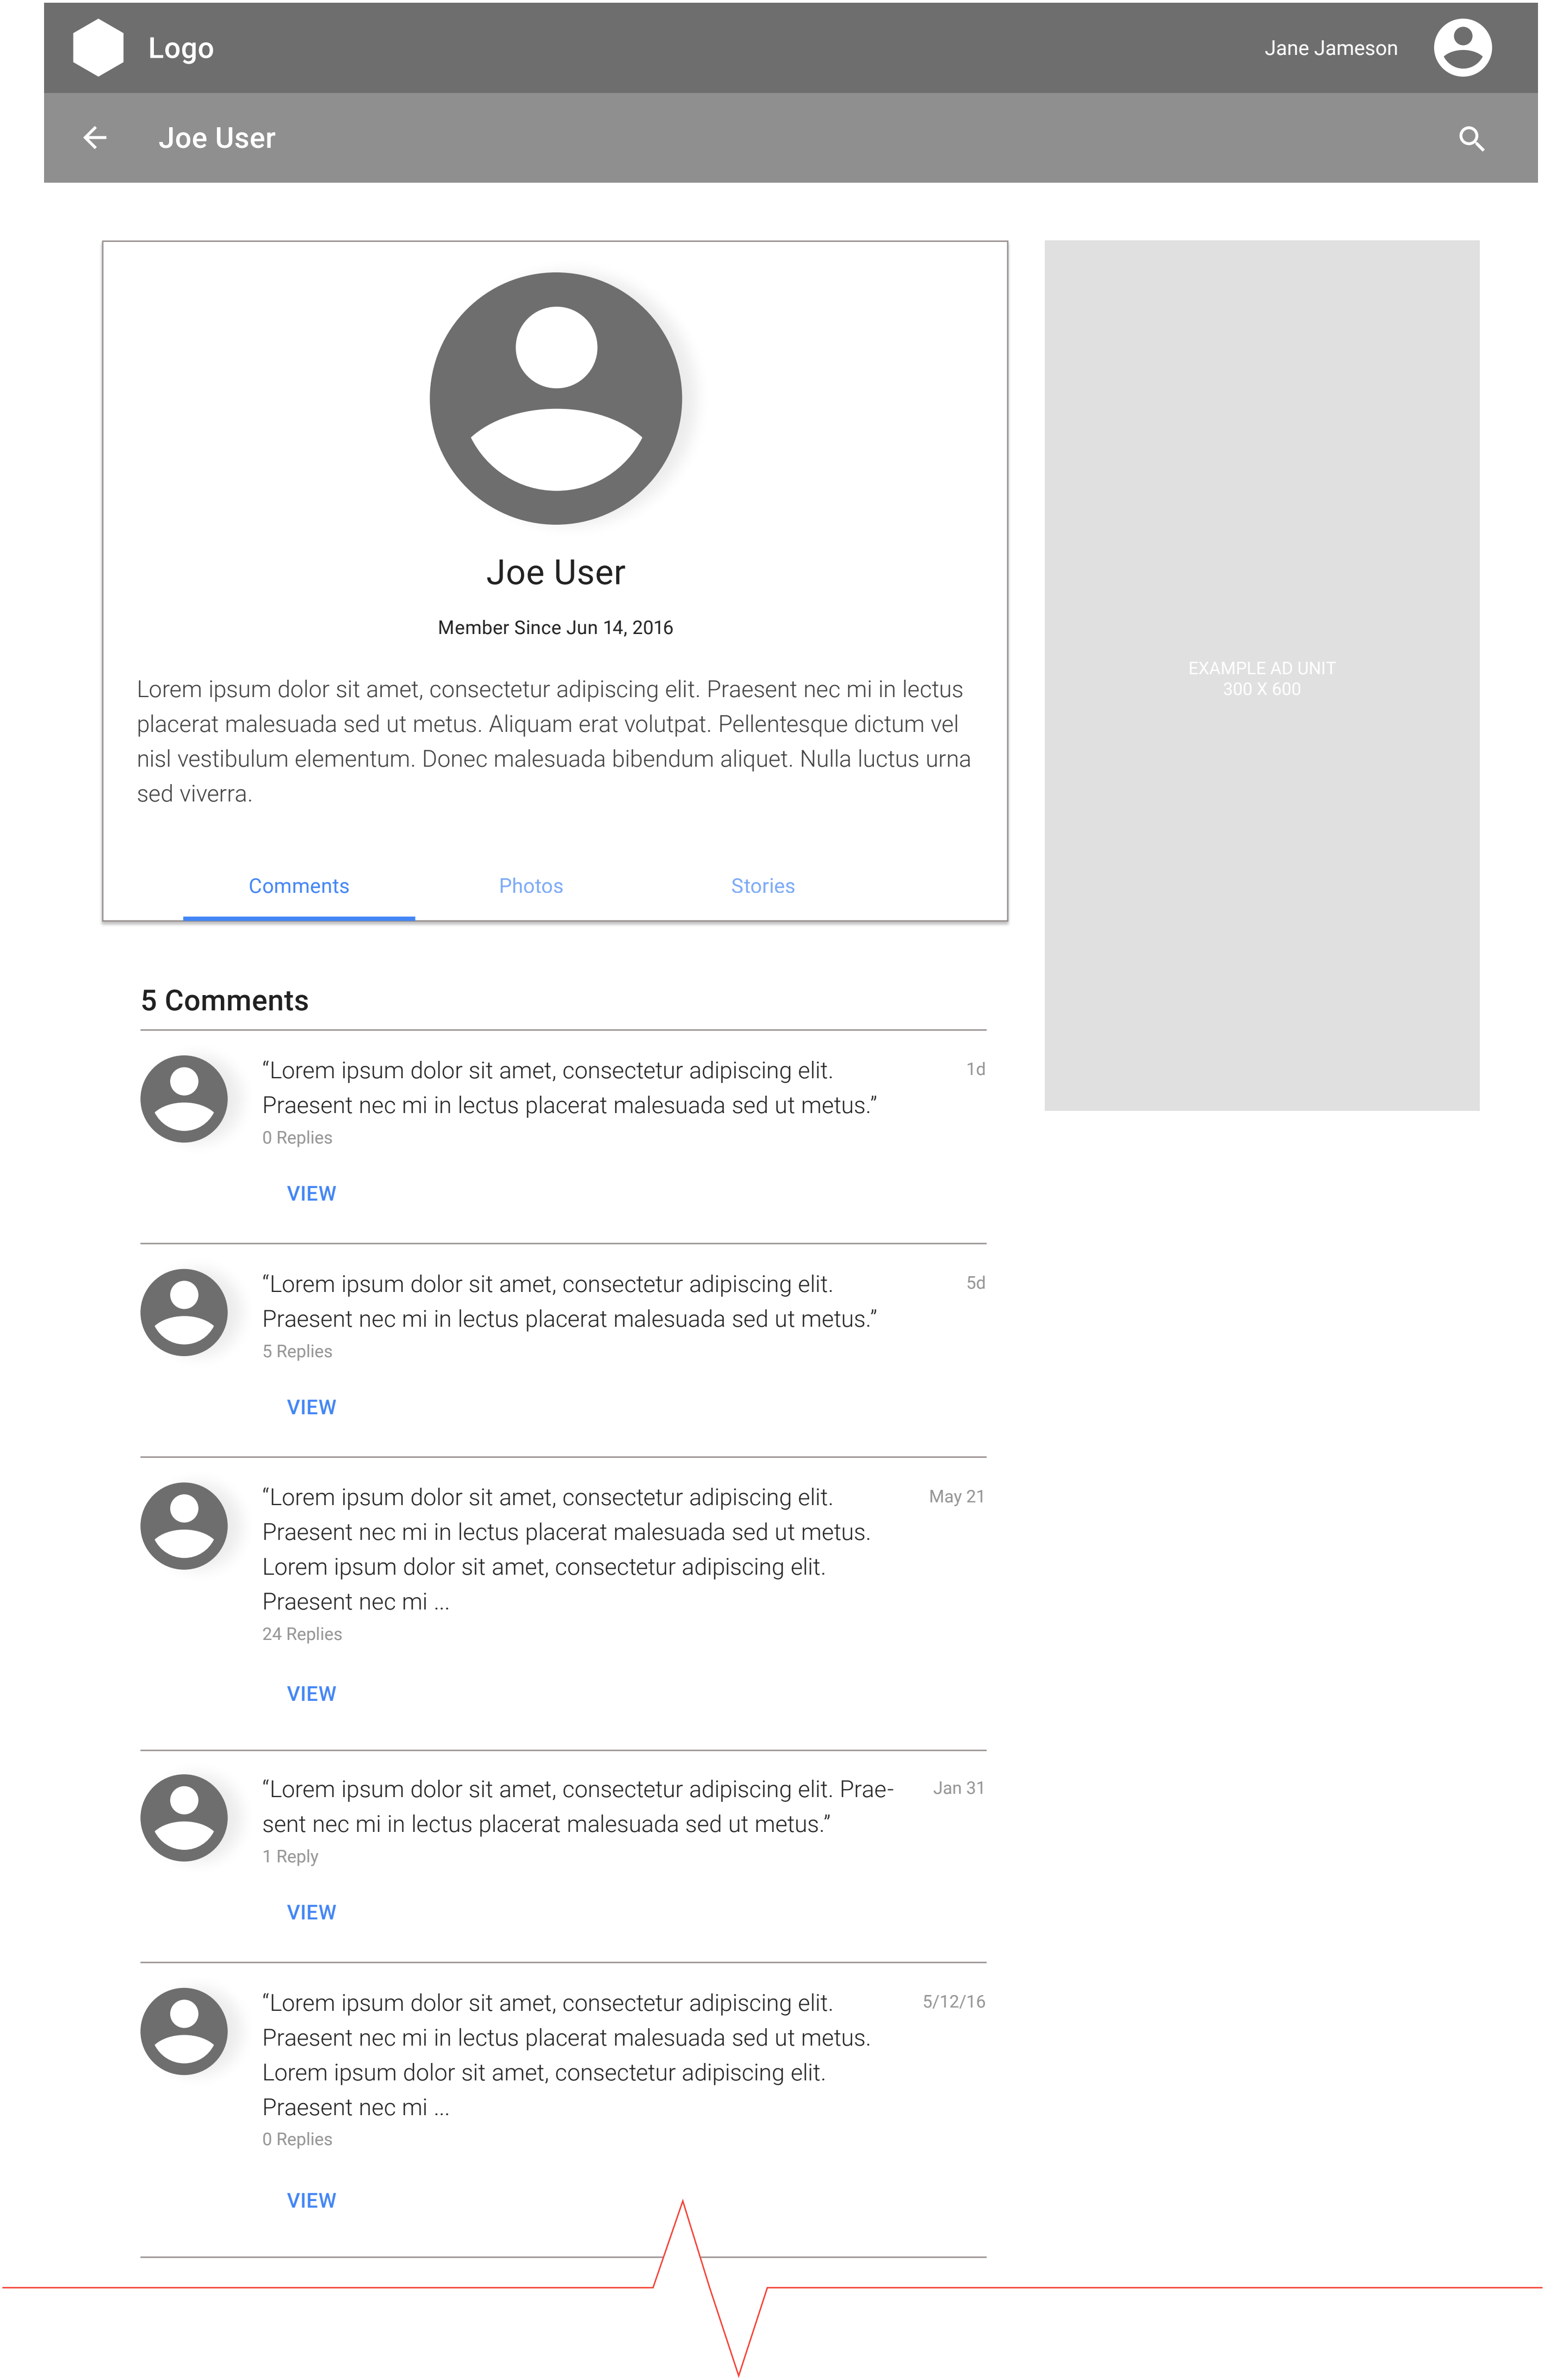 Logo
Jane Jameson
Joe User
Joe User
Member Since Jun 14, 2016
Lorem ipsum dolor sit amet, consectetur adipiscing elit. Praesent nec mi in lectus
placerat malesuada sed ut metus. Aliquam erat volutpat. Pellentesque dictum vel
nisl vestibulum elementum. Donec malesuada bibendum aliquet. Nulla luctus urna
sed viverra.
Comments
Photos
Stories
EXAMPLE AD UNIT
300 X 600
5 Comments
“Lorem ipsum dolor sit amet, consectetur adipiscing elit.
Praesent nec mi in lectus placerat malesuada sed ut metus.”
1d
0 Replies
VIEW
“Lorem ipsum dolor sit amet, consectetur adipiscing elit.
Praesent nec mi in lectus placerat malesuada sed ut metus.”
5d
5 Replies
VIEW
“Lorem ipsum dolor sit amet, consectetur adipiscing elit.
Praesent nec mi in lectus placerat malesuada sed ut metus.
Lorem ipsum dolor sit amet, consectetur adipiscing elit.
Praesent nec mi ...
May 21
24 Replies
VIEW
“Lorem ipsum dolor sit amet, consectetur adipiscing elit. Prae-
sent nec mi in lectus placerat malesuada sed ut metus.”
Jan 31
1 Reply
VIEW
“Lorem ipsum dolor sit amet, consectetur adipiscing elit.
Praesent nec mi in lectus placerat malesuada sed ut metus.
Lorem ipsum dolor sit amet, consectetur adipiscing elit.
Praesent nec mi ...
5/12/16
0 Replies
VIEW